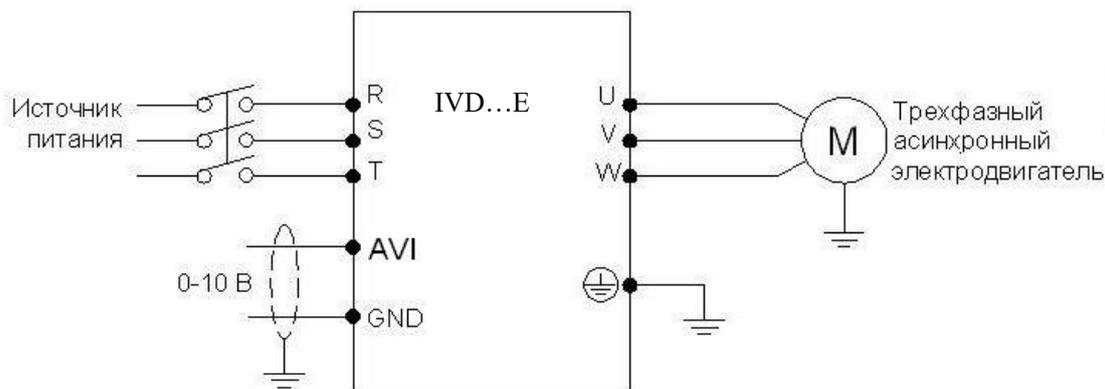 Источник
питания
R
S
T
IVD...E
U
V
W
M
Трехфазный
асинхронный
электродвигатель
AVI
0-10 В
GND